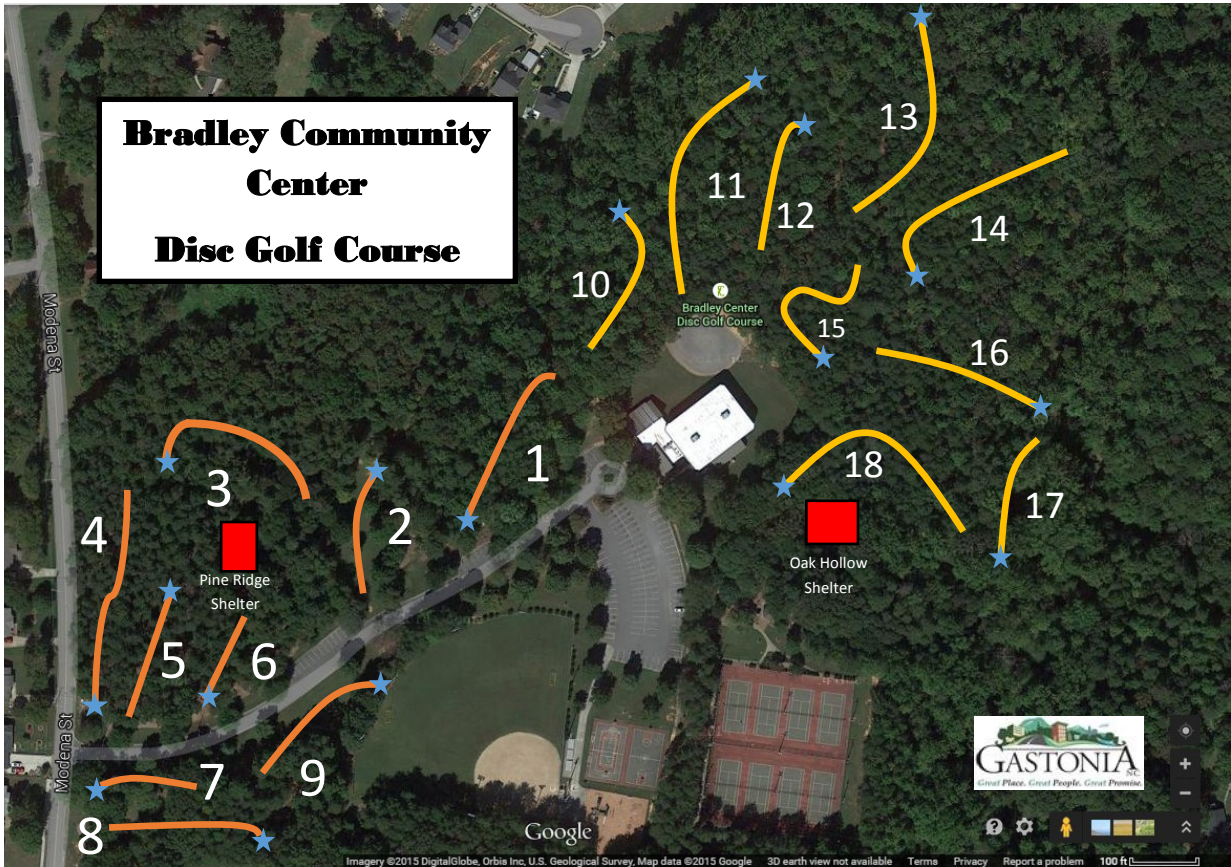 Bradley Community
Center
Disc Golf Course
13
11
12
14
10
Bradley Center
Disc Golf Course
15
16
Modena St
1
18
3
2
4
17
Pine Ridge
Shelter
Oak Hollow
Shelter
5
6
Modena St
7
9
8
GASTONIA
N.C.
Great Place. Great People. Great Promise.
Google
Imagery ©2015 DigitalGlobe, Orbis Inc, U.S. Geological Survey, Map data ©2015 Google 3D earth view not available Terms Privacy Report a problem 100 ft